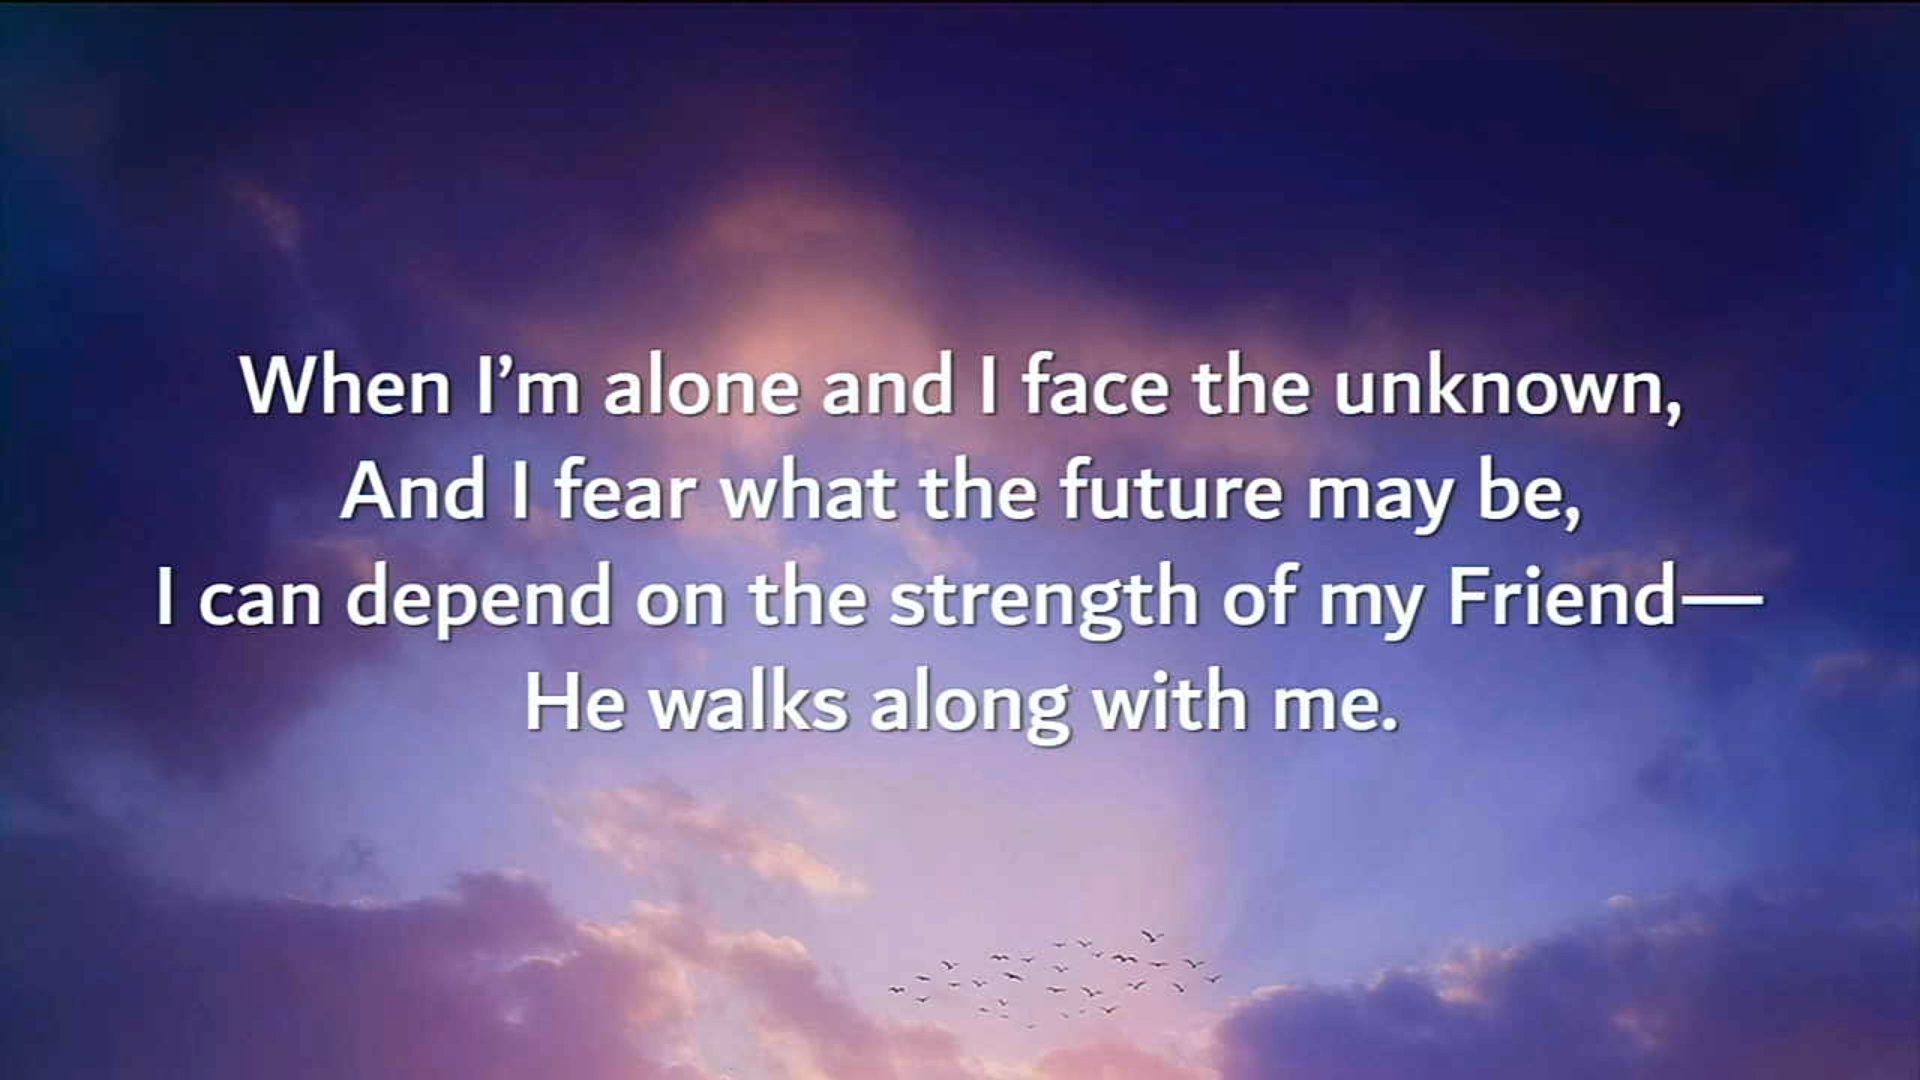 When I’m alone and I face the unknown,
And I fear what the future may be,
I can depend on the strength of my Friend—
He walks along with me.